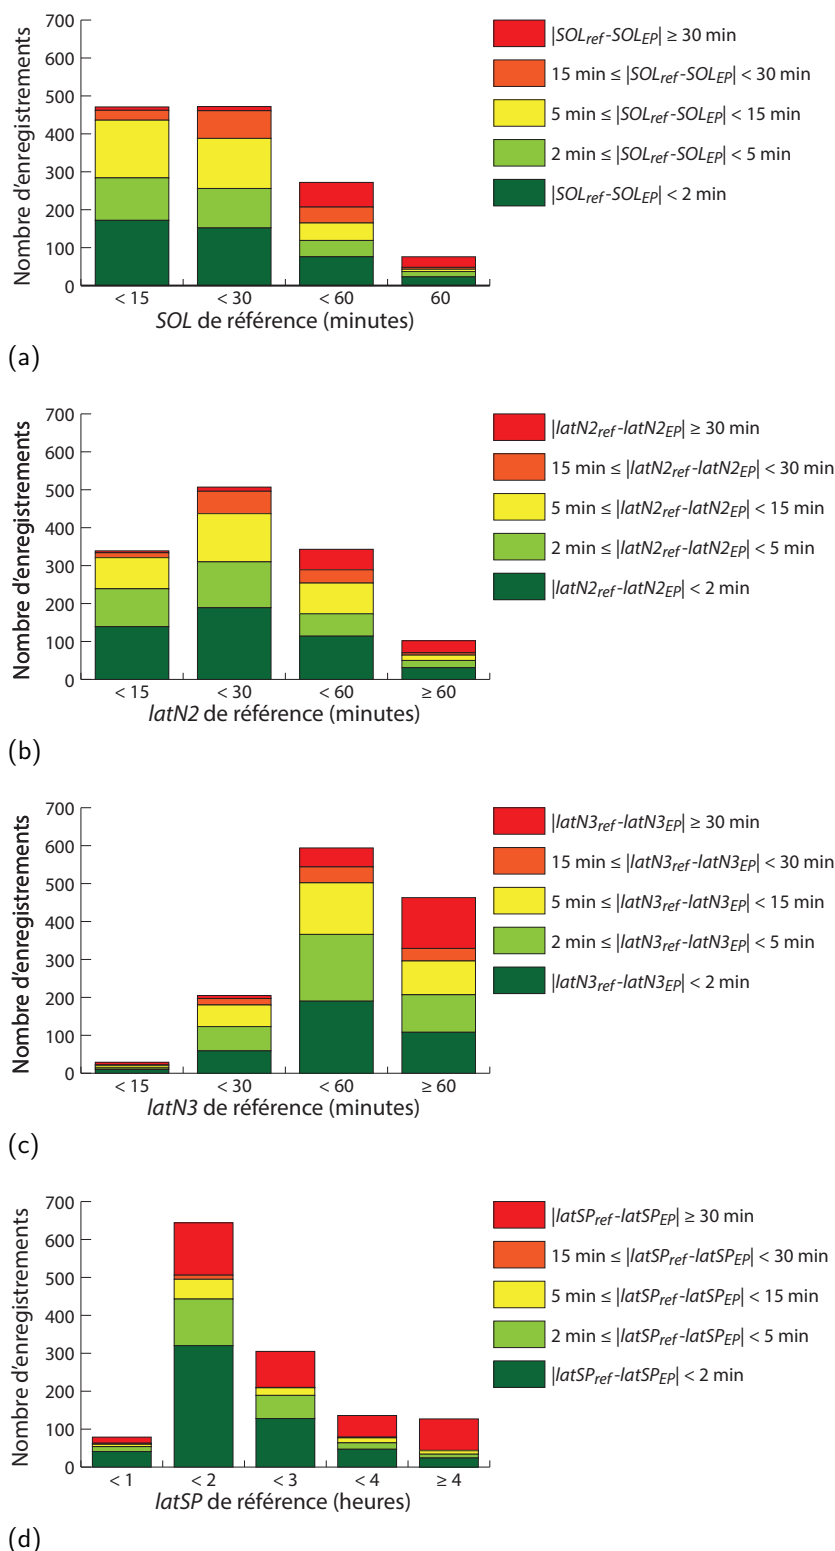 Nombre d'enregistrements
700
600
500
400
300
200
100
0
< 15 < 30 < 60 60
SOL de référence (minutes)
|SOLref-SOLEP| ≥ 30 min
15 min ≤ |SOLref-SOLEP| < 30 min
5 min ≤ |SOLref-SOLEP| < 15 min
2 min ≤ |SOLref-SOLEP| < 5 min
|SOLref-SOLEP| < 2 min
(a)
Nombre d'enregistrements
700
600
500
400
300
200
100
0
< 15 < 30 < 60 ≥ 60
latN2 de référence (minutes)
|latN2ref-latN2EP| ≥ 30 min
15 min ≤ |latN2ref-latN2EP| < 30 min
5 min ≤ |latN2ref-latN2EP| < 15 min
2 min ≤ |latN2ref-latN2EP| < 5 min
|latN2ref-latN2EP| < 2 min
(b)
Nombre d'enregistrements
700
600
500
400
300
200
100
0
< 15 < 30 < 60 ≥ 60
latN3 de référence (minutes)
|latN3ref-latN3EP| ≥ 30 min
15 min ≤ |latN3ref-latN3EP| < 30 min
5 min ≤ |latN3ref-latN3EP| < 15 min
2 min ≤ |latN3ref-latN3EP| < 5 min
|latN3ref-latN3EP| < 2 min
(c)
Nombre d'enregistrements
700
600
500
400
300
200
100
0
< 1 < 2 < 3 < 4 ≥ 4
latSP de référence (heures)
|latSPref-latSPEP| ≥ 30 min
15 min ≤ |latSPref-latSPEP| < 30 min
5 min ≤ |latSPref-latSPEP| < 15 min
2 min ≤ |latSPref-latSPEP| < 5 min
|latSPref-latSPEP| < 2 min
(d)